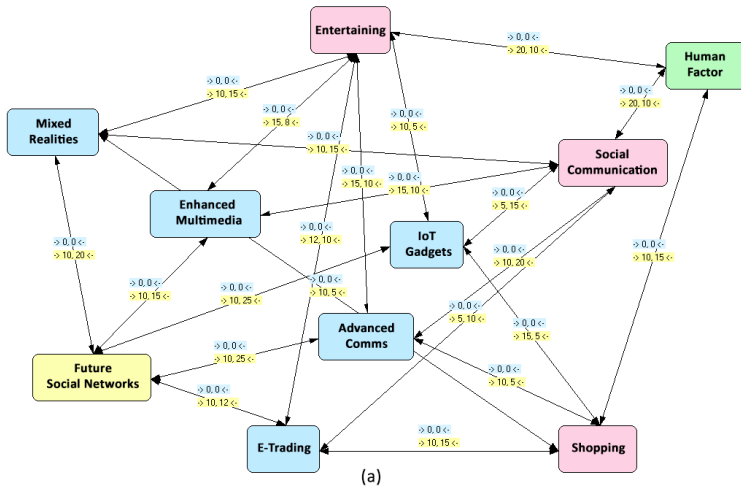 Entertaining
-> 0, 0 <-
-> 20, 10 <-
Human
Factor
-> 0, 0 <-
-> 10, 15 <-
-> 0, 0 <-
-> 15, 8 <-
-> 0, 0 <-
-> 10, 5 <-
-> 0, 0 <-
-> 20, 10 <-
Mixed
Realities
-> 0, 0 <-
-> 10, 15 <-
Social
Communication
-> 0, 0 <-
-> 15, 10 <-
-> 0, 0 <-
-> 15, 10 <-
Enhanced
Multimedia
-> 0, 0 <-
-> 5, 15 <-
IoT
Gadgets
-> 0, 0 <-
-> 12, 10 <-
-> 0, 0 <-
-> 10, 20 <-
-> 0, 0 <-
-> 10, 20 <-
-> 0, 0 <-
-> 10, 15 <-
-> 0, 0 <-
-> 10, 15 <-
-> 0, 0 <-
-> 10, 25 <-
-> 0, 0 <-
-> 10, 5 <-
-> 0, 0 <-
-> 5, 10 <-
-> 0, 0 <-
-> 15, 5 <-
Advanced
Comms
-> 0, 0 <-
-> 10, 25 <-
Future
Social Networks
-> 0, 0 <-
-> 10, 5 <-
-> 0, 0 <-
-> 10, 12 <-
E-Trading
-> 0, 0 <-
-> 10, 15 <-
Shopping
(a)